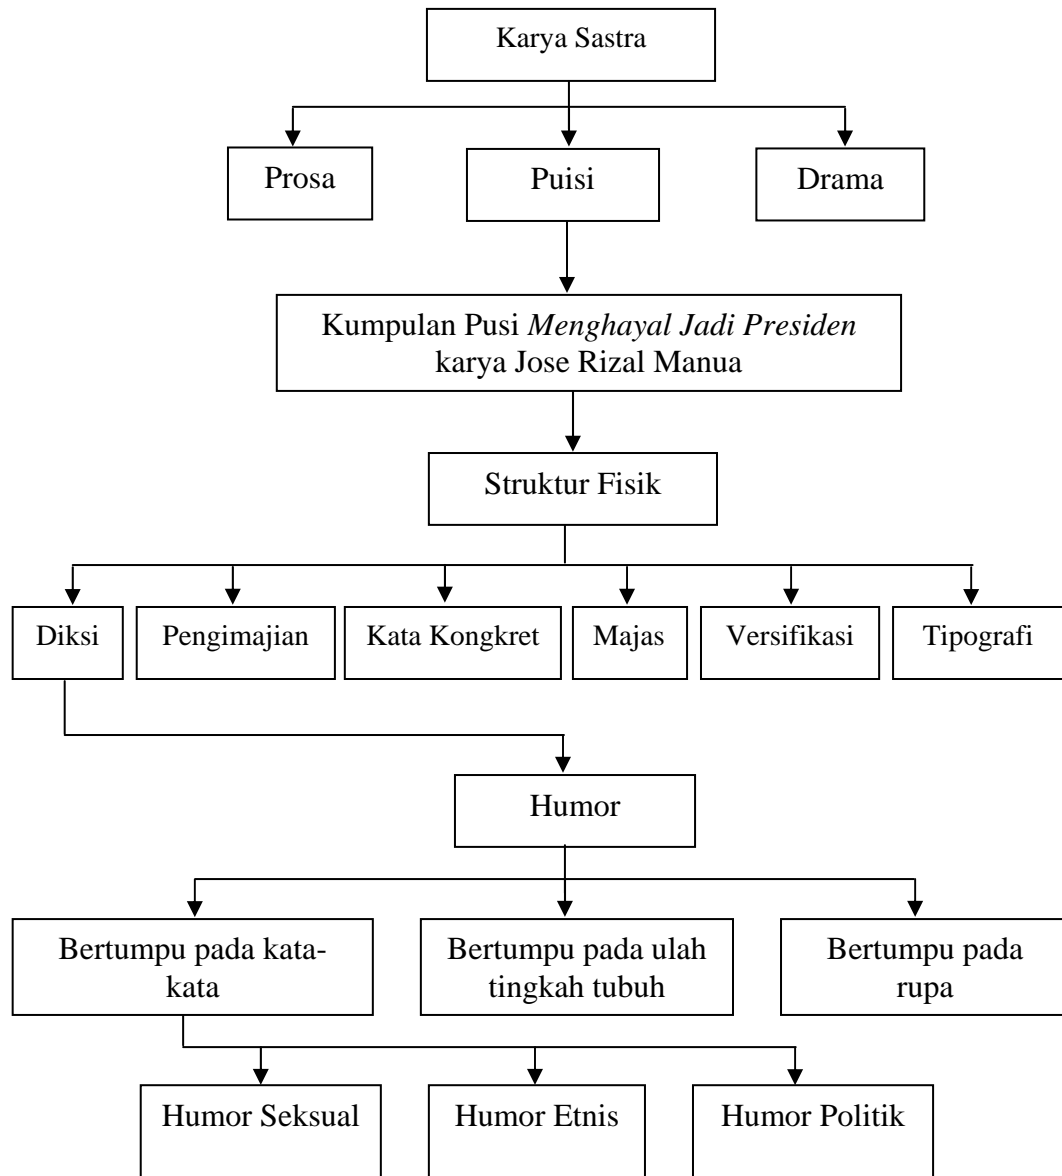 Karya Sastra
Prosa
Puisi
Drama
Kumpulan Pusi Menghayal Jadi Presiden
karya Jose Rizal Manua
Struktur Fisik
Diksi
Pengimajian
Kata Kongkret
Majas
Versifikasi
Tipografi
Humor
Bertumpu pada kata-
kata
Bertumpu pada ulah
tingkah tubuh
Bertumpu pada
rupa
Humor Seksual
Humor Etnis
Humor Politik